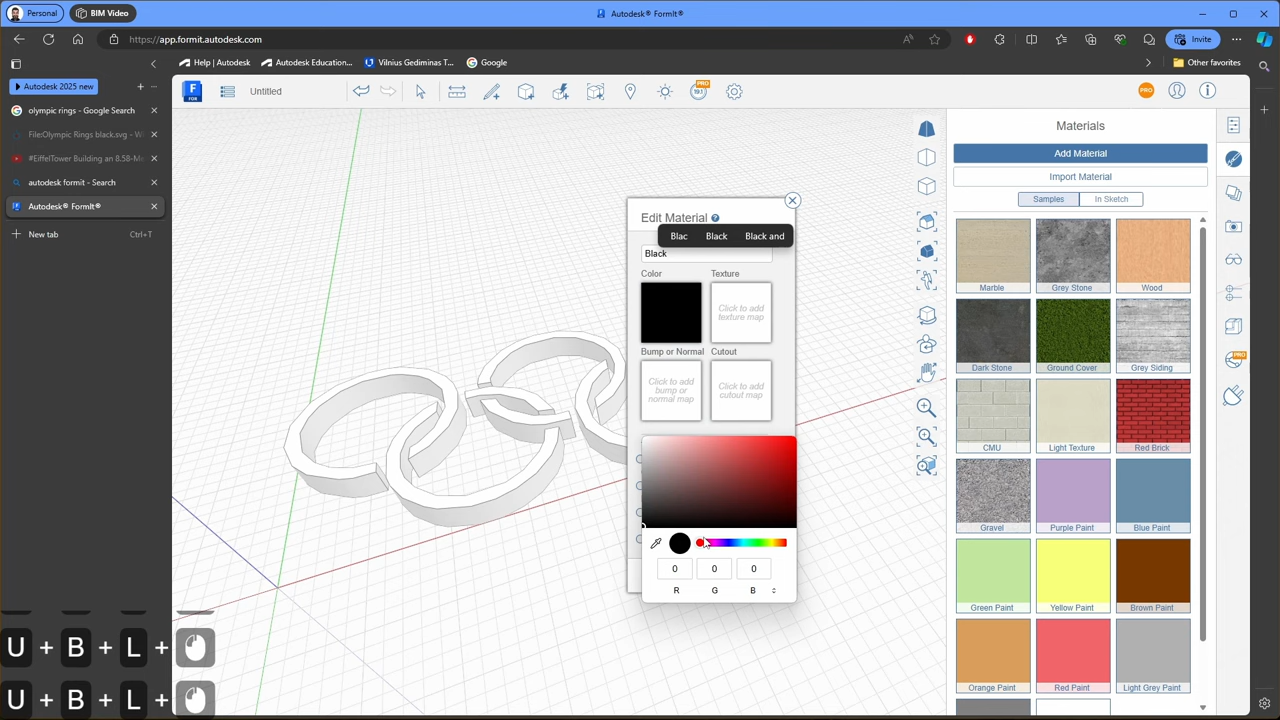 Personal
BIM Video
Autodesk® FormIt®
https://app.formit.autodesk.com
Invite
Help | Autodesk
Autodesk Education...
Vilnius Gediminas T...
Google
Other favorites
Autodesk 2025 new
olympic rings - Google Search
File:Olympic Rings black.svg - Wi
#EiffelTower Building an 8.58-Me
autodesk formit - Search
Autodesk® FormIt®
New tab
Ctrl+T
F
FOR
Untitled
PRO
PRO
Materials
Add Material
Import Material
Samples
In Sketch
Marble
Grey Stone
Wood
Dark Stone
Ground Cover
Grey Siding
CMU
Light Texture
Red Brick
Gravel
Purple Paint
Blue Paint
Green Paint
Yellow Paint
Brown Paint
Orange Paint
Red Paint
Light Grey Paint
PRO
Edit Material
Blac
Black
Black and
Black
Color
Texture
Click to add texture map
Bump or Normal
Cutout
Click to add bump or normal map
Click to add cutout map
0
0
0
R
G
B
U + B + L +
U + B + L +